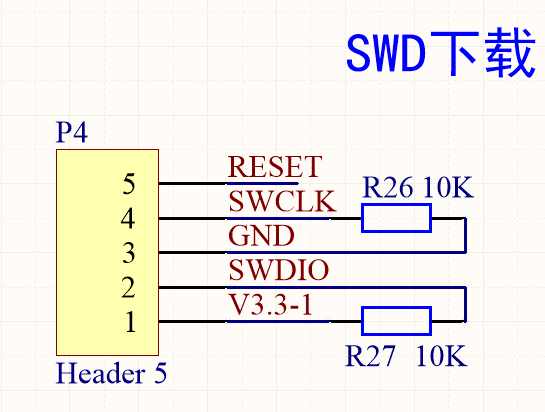 SWD下载
P4
5 RESET
4 SWCLK R26 10K
3 GND
2 SWDIO
1 V3.3-1
R27 10K
Header 5